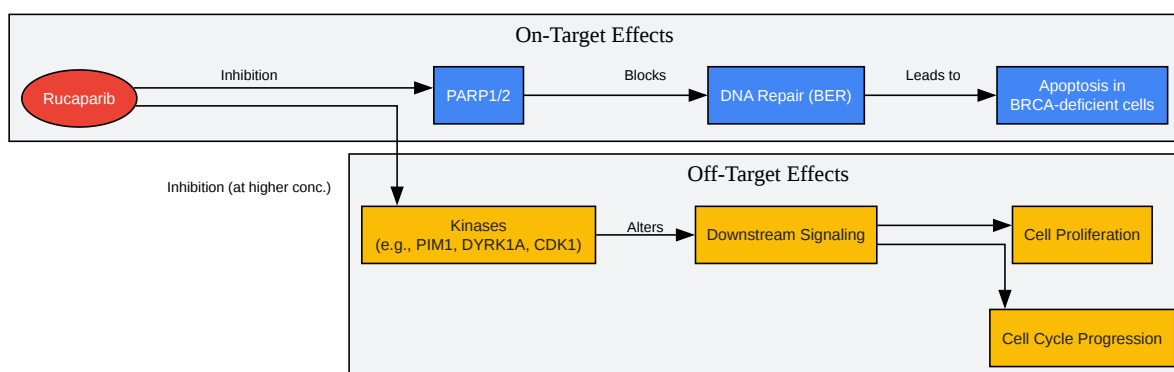 On-Target Effects
Inhibition
Blocks
Leads to
Rucaparib
PARP1/2
DNA Repair (BER)
Apoptosis in
BRCA-deficient cells
Inhibition (at higher conc.)
Off-Target Effects
Kinases
(e.g., PIM1, DYRK1A, CDK1)
Alters
Downstream Signaling
Cell Proliferation
Cell Cycle Progression